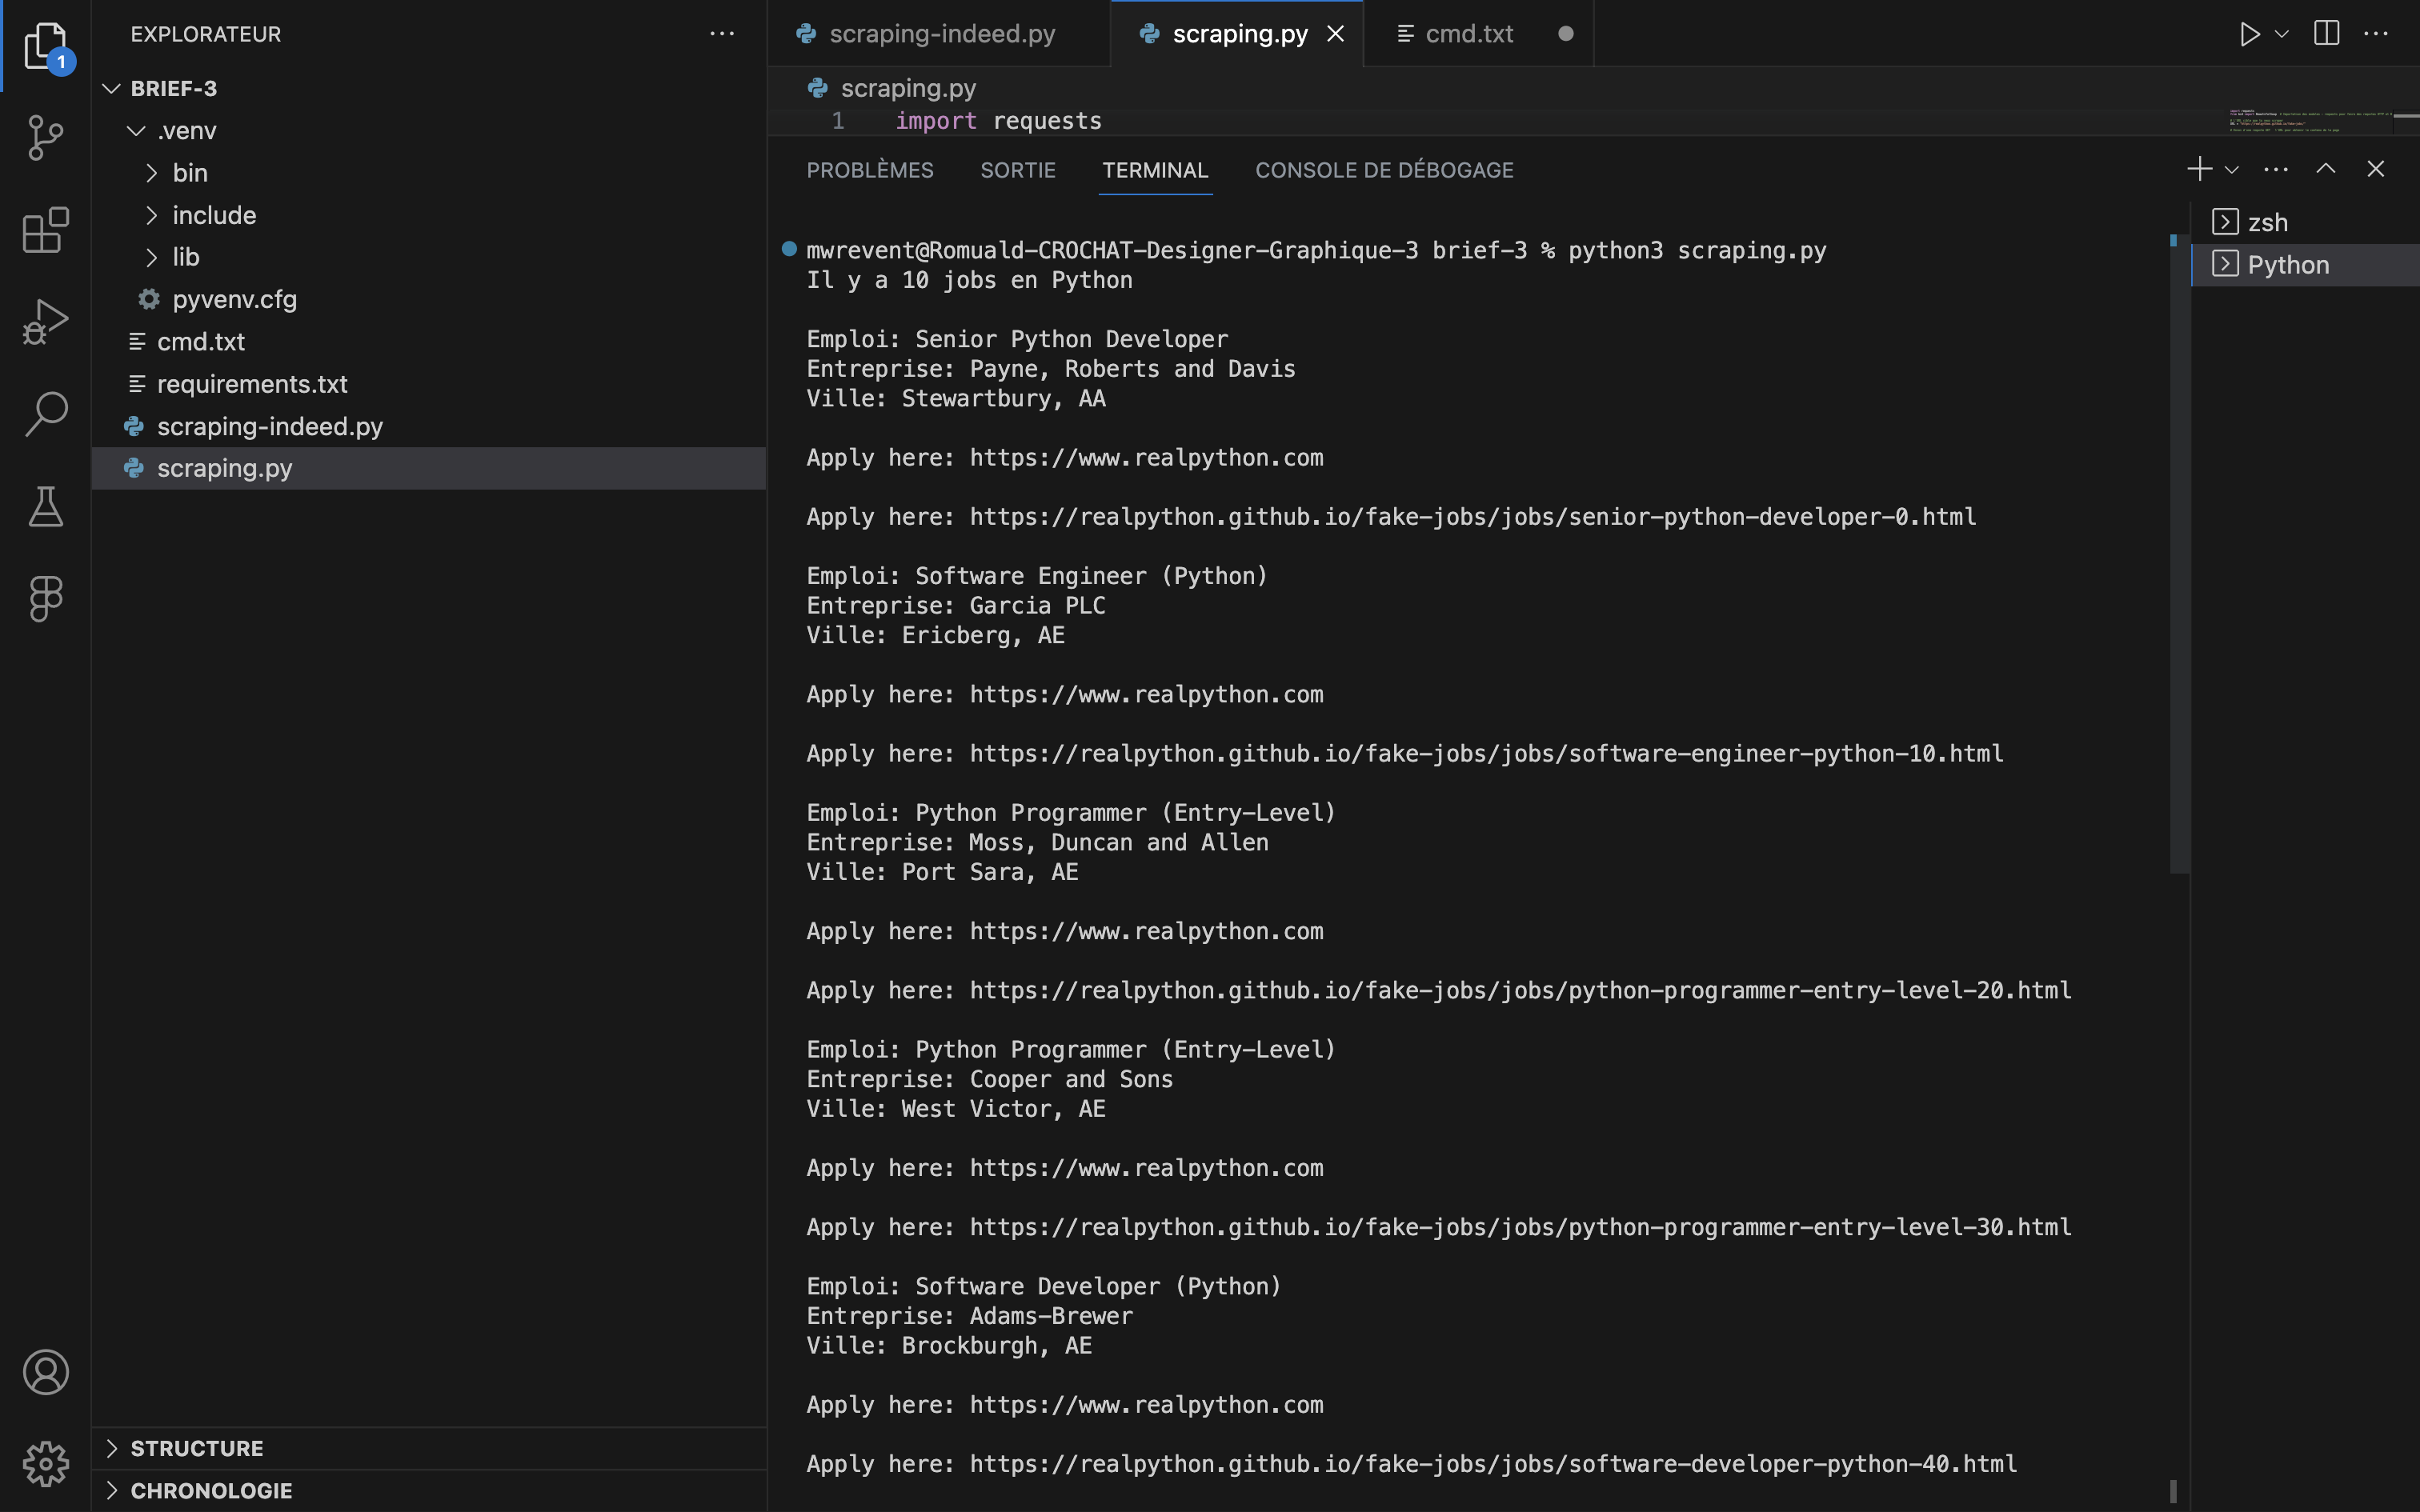 EXPLORATEUR
1
BRIEF-3
.venv
bin
include
lib
pyvenv.cfg
cmd.txt
requirements.txt
scraping-indeed.py
scraping.py
STRUCTURE
CHRONOLOGIE
scraping-indeed.py
scraping.py
cmd.txt
scraping.py
1 import requests
PROBLÈMES
SORTIE
TERMINAL
CONSOLE DE DÉBOGAGE
mwrevent@Romuald-CROCHAT-Designer-Graphique-3 brief-3 % python3 scraping.py
Il y a 10 jobs en Python
Emploi: Senior Python Developer
Entreprise: Payne, Roberts and Davis
Ville: Stewartbury, AA
Apply here: https://www.realpython.com
Apply here: https://realpython.github.io/fake-jobs/jobs/senior-python-developer-0.html
Emploi: Software Engineer (Python)
Entreprise: Garcia PLC
Ville: Ericberg, AE
Apply here: https://www.realpython.com
Apply here: https://realpython.github.io/fake-jobs/jobs/software-engineer-python-10.html
Emploi: Python Programmer (Entry-Level)
Entreprise: Moss, Duncan and Allen
Ville: Port Sara, AE
Apply here: https://www.realpython.com
Apply here: https://realpython.github.io/fake-jobs/jobs/python-programmer-entry-level-20.html
Emploi: Python Programmer (Entry-Level)
Entreprise: Cooper and Sons
Ville: West Victor, AE
Apply here: https://www.realpython.com
Apply here: https://realpython.github.io/fake-jobs/jobs/python-programmer-entry-level-30.html
Emploi: Software Developer (Python)
Entreprise: Adams-Brewer
Ville: Brockburgh, AE
Apply here: https://www.realpython.com
Apply here: https://realpython.github.io/fake-jobs/jobs/software-developer-python-40.html
zsh
Python